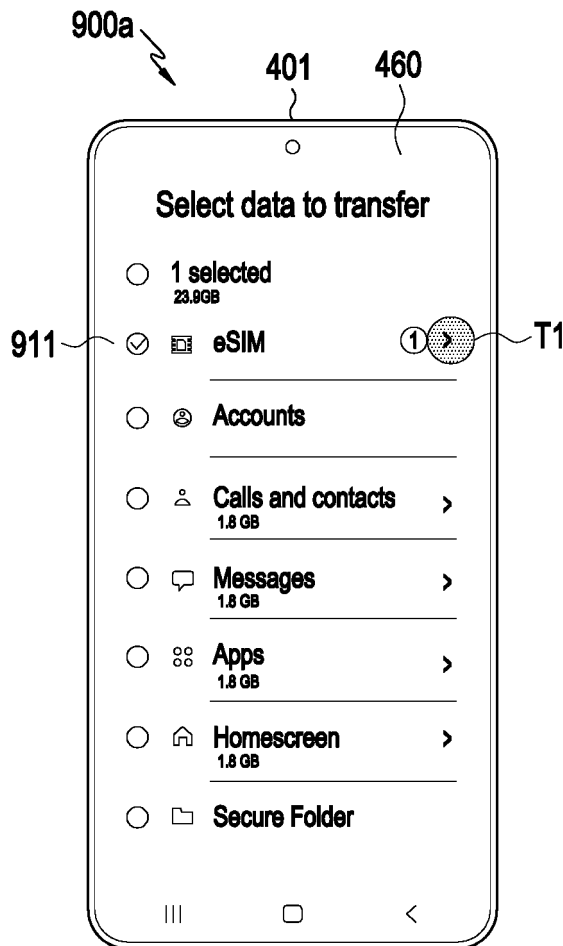 900a
401 460
Select data to transfer
1 selected
23.9GB
911 eSIM ① > T1
Accounts
Calls and contacts >
1.8 GB
Messages >
1.8 GB
Apps >
1.8 GB
Homescreen >
1.8 GB
Secure Folder